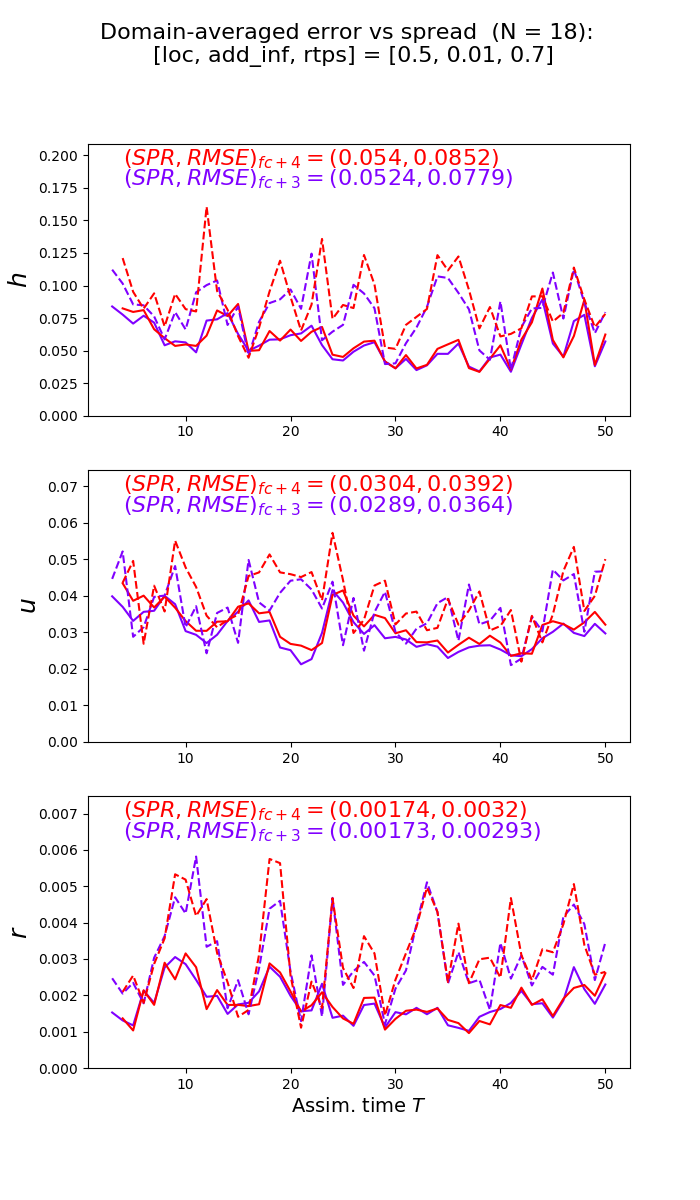 Domain-averaged error vs spread (N = 18):
[loc, add_inf, rtps] = [0.5, 0.01, 0.7]
(SPR, RMSE)fc+4 = (0.054, 0.0852)
(SPR, RMSE)fc+3 = (0.0524, 0.0779)
0.200
0.175
0.150
0.125
0.100
0.075
0.050
0.025
0.000
h
10 20 30 40 50
(SPR, RMSE)fc+4 = (0.0304, 0.0392)
(SPR, RMSE)fc+3 = (0.0289, 0.0364)
0.07
0.06
0.05
0.04
0.03
0.02
0.01
0.00
u
10 20 30 40 50
(SPR, RMSE)fc+4 = (0.00174, 0.0032)
(SPR, RMSE)fc+3 = (0.00173, 0.00293)
0.007
0.006
0.005
0.004
0.003
0.002
0.001
0.000
r
10 20 30 40 50
Assim. time T